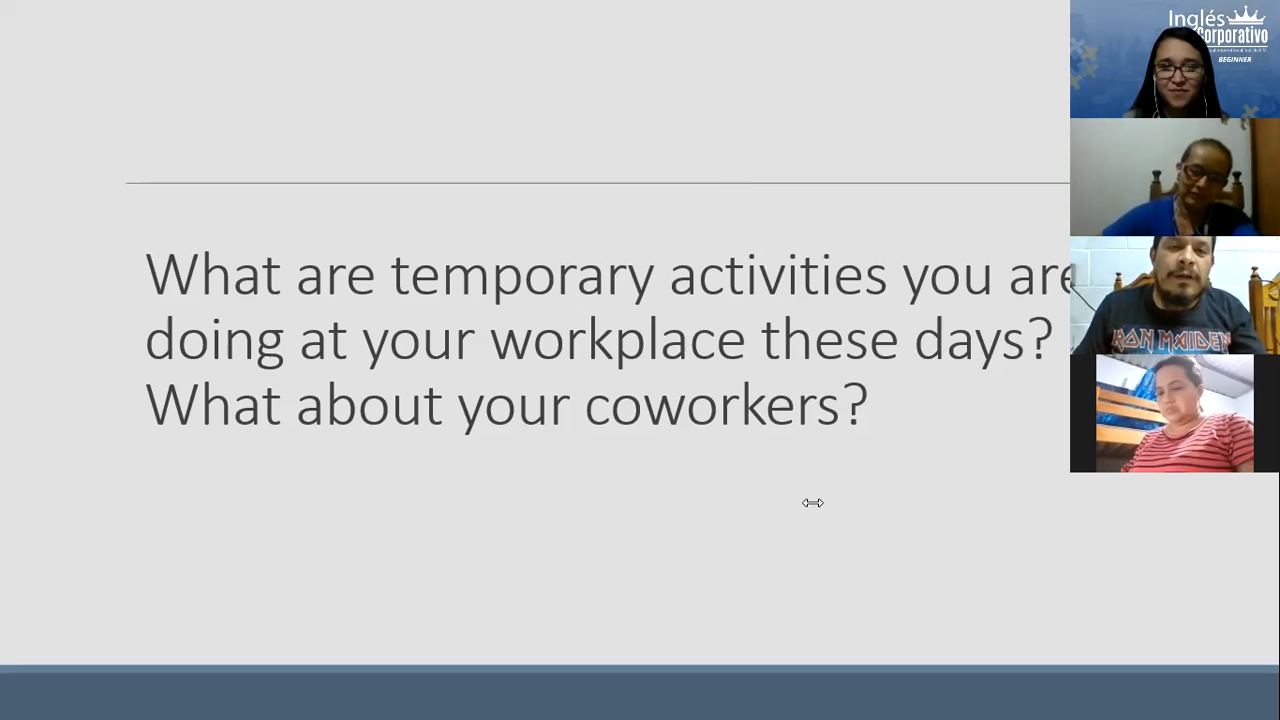 Inglés
Corporativo
BEGINNER
What are temporary activities you are
doing at your workplace these days?
What about your coworkers?
IRON MAIDEN